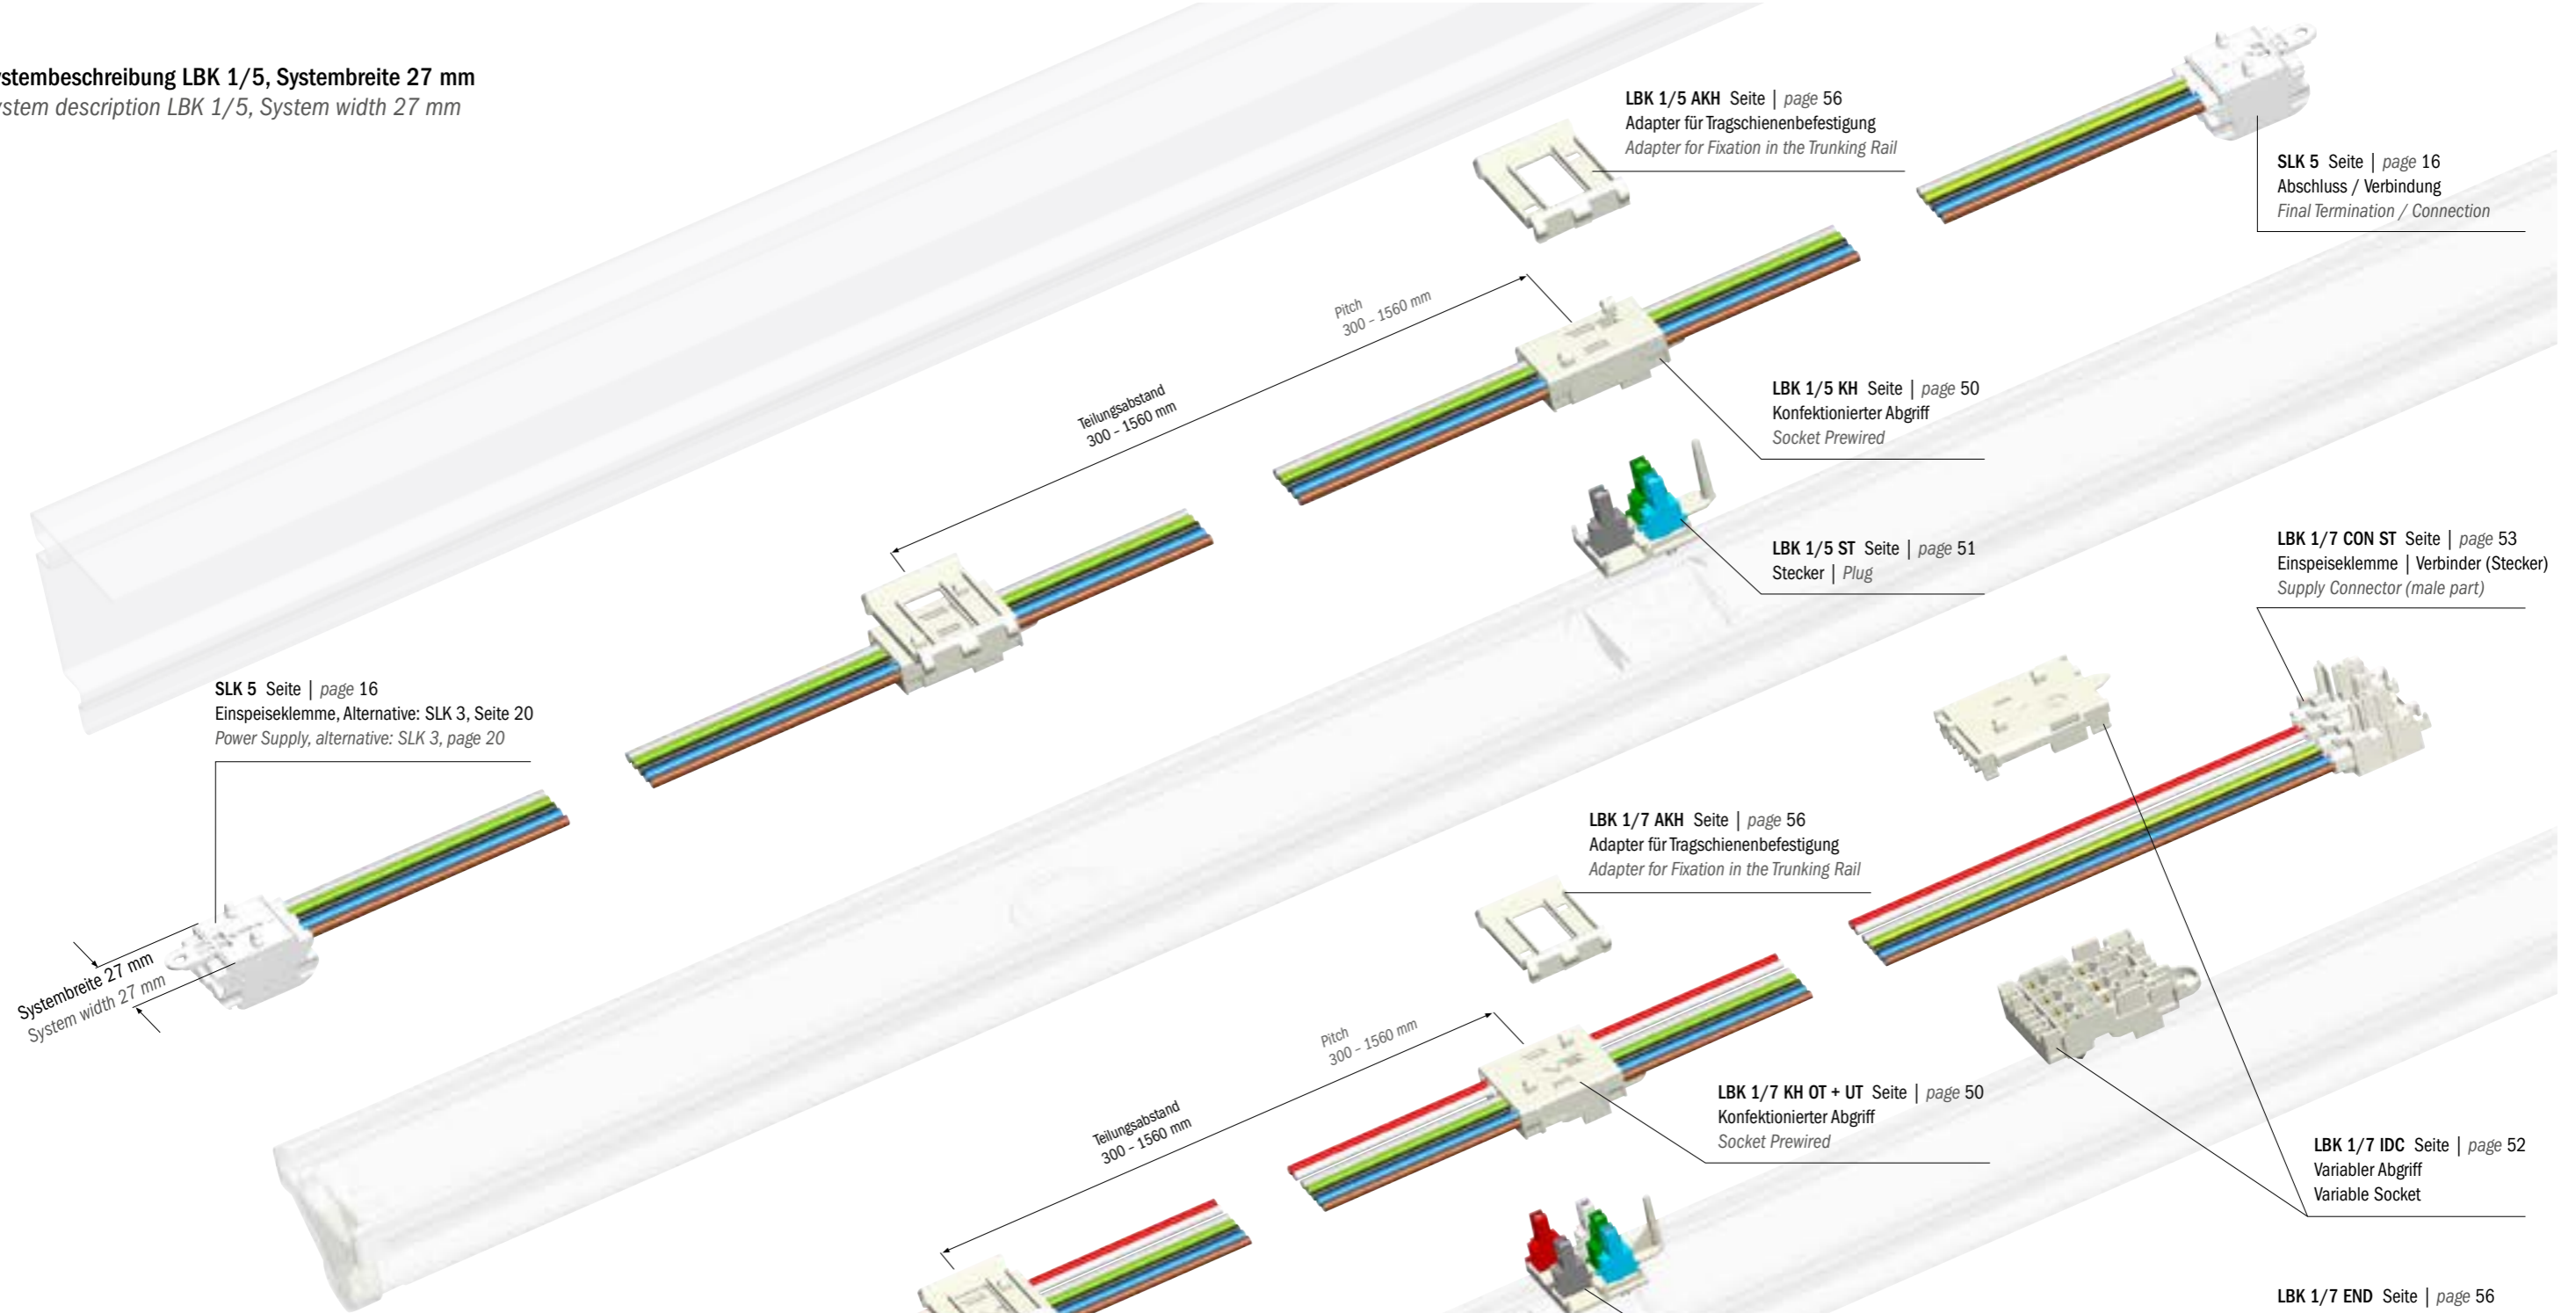 ystembeschreibung LBK 1/5, Systembreite 27 mm
ystem description LBK 1/5, System width 27 mm
LBK 1/5 AKH Seite | page 56
Adapter für Tragschienenbefestigung
Adapter for Fixation in the Trunking Rail
SLK 5 Seite | page 16
Abschluss / Verbindung
Final Termination / Connection
Pitch
300 – 1560 mm
Teilungsabstand
300 – 1560 mm
LBK 1/5 KH Seite | page 50
Konfektionierter Abgriff
Socket Prewired
LBK 1/5 ST Seite | page 51
Stecker | Plug
LBK 1/7 CON ST Seite | page 53
Einspeiseklemme | Verbinder (Stecker)
Supply Connector (male part)
SLK 5 Seite | page 16
Einspeiseklemme, Alternative: SLK 3, Seite 20
Power Supply, alternative: SLK 3, page 20
LBK 1/7 AKH Seite | page 56
Adapter für Tragschienenbefestigung
Adapter for Fixation in the Trunking Rail
Systembreite 27 mm
System width 27 mm
Pitch
300 – 1560 mm
Teilungsabstand
300 – 1560 mm
LBK 1/7 KH OT + UT Seite | page 50
Konfektionierter Abgriff
Socket Prewired
LBK 1/7 IDC Seite | page 52
Variabler Abgriff
Variable Socket
LBK 1/7 END Seite | page 56